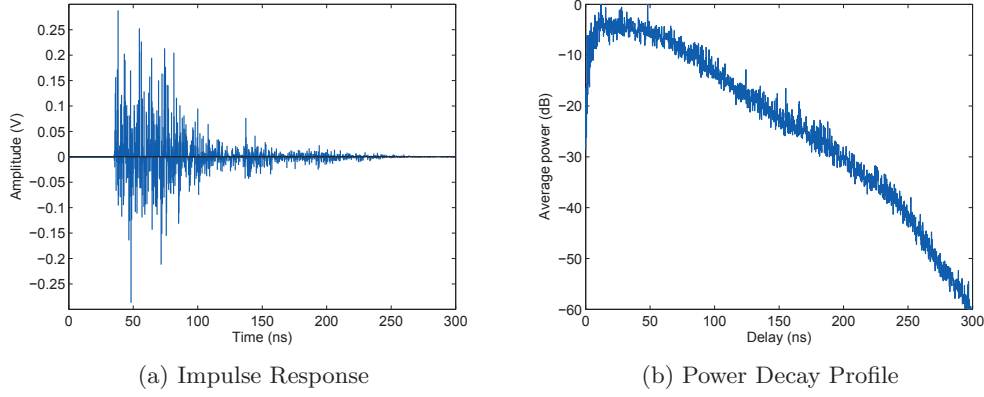 0.25
0.2
0.15
0.1
0.05
0
−0.05
−0.1
−0.15
−0.2
−0.25
Amplitude (V)
0 50 100 150 200 250 300
Time (ns)
(a) Impulse Response
0
−10
−20
−30
−40
−50
−60
Average power (dB)
0 50 100 150 200 250 300
Delay (ns)
(b) Power Decay Profile